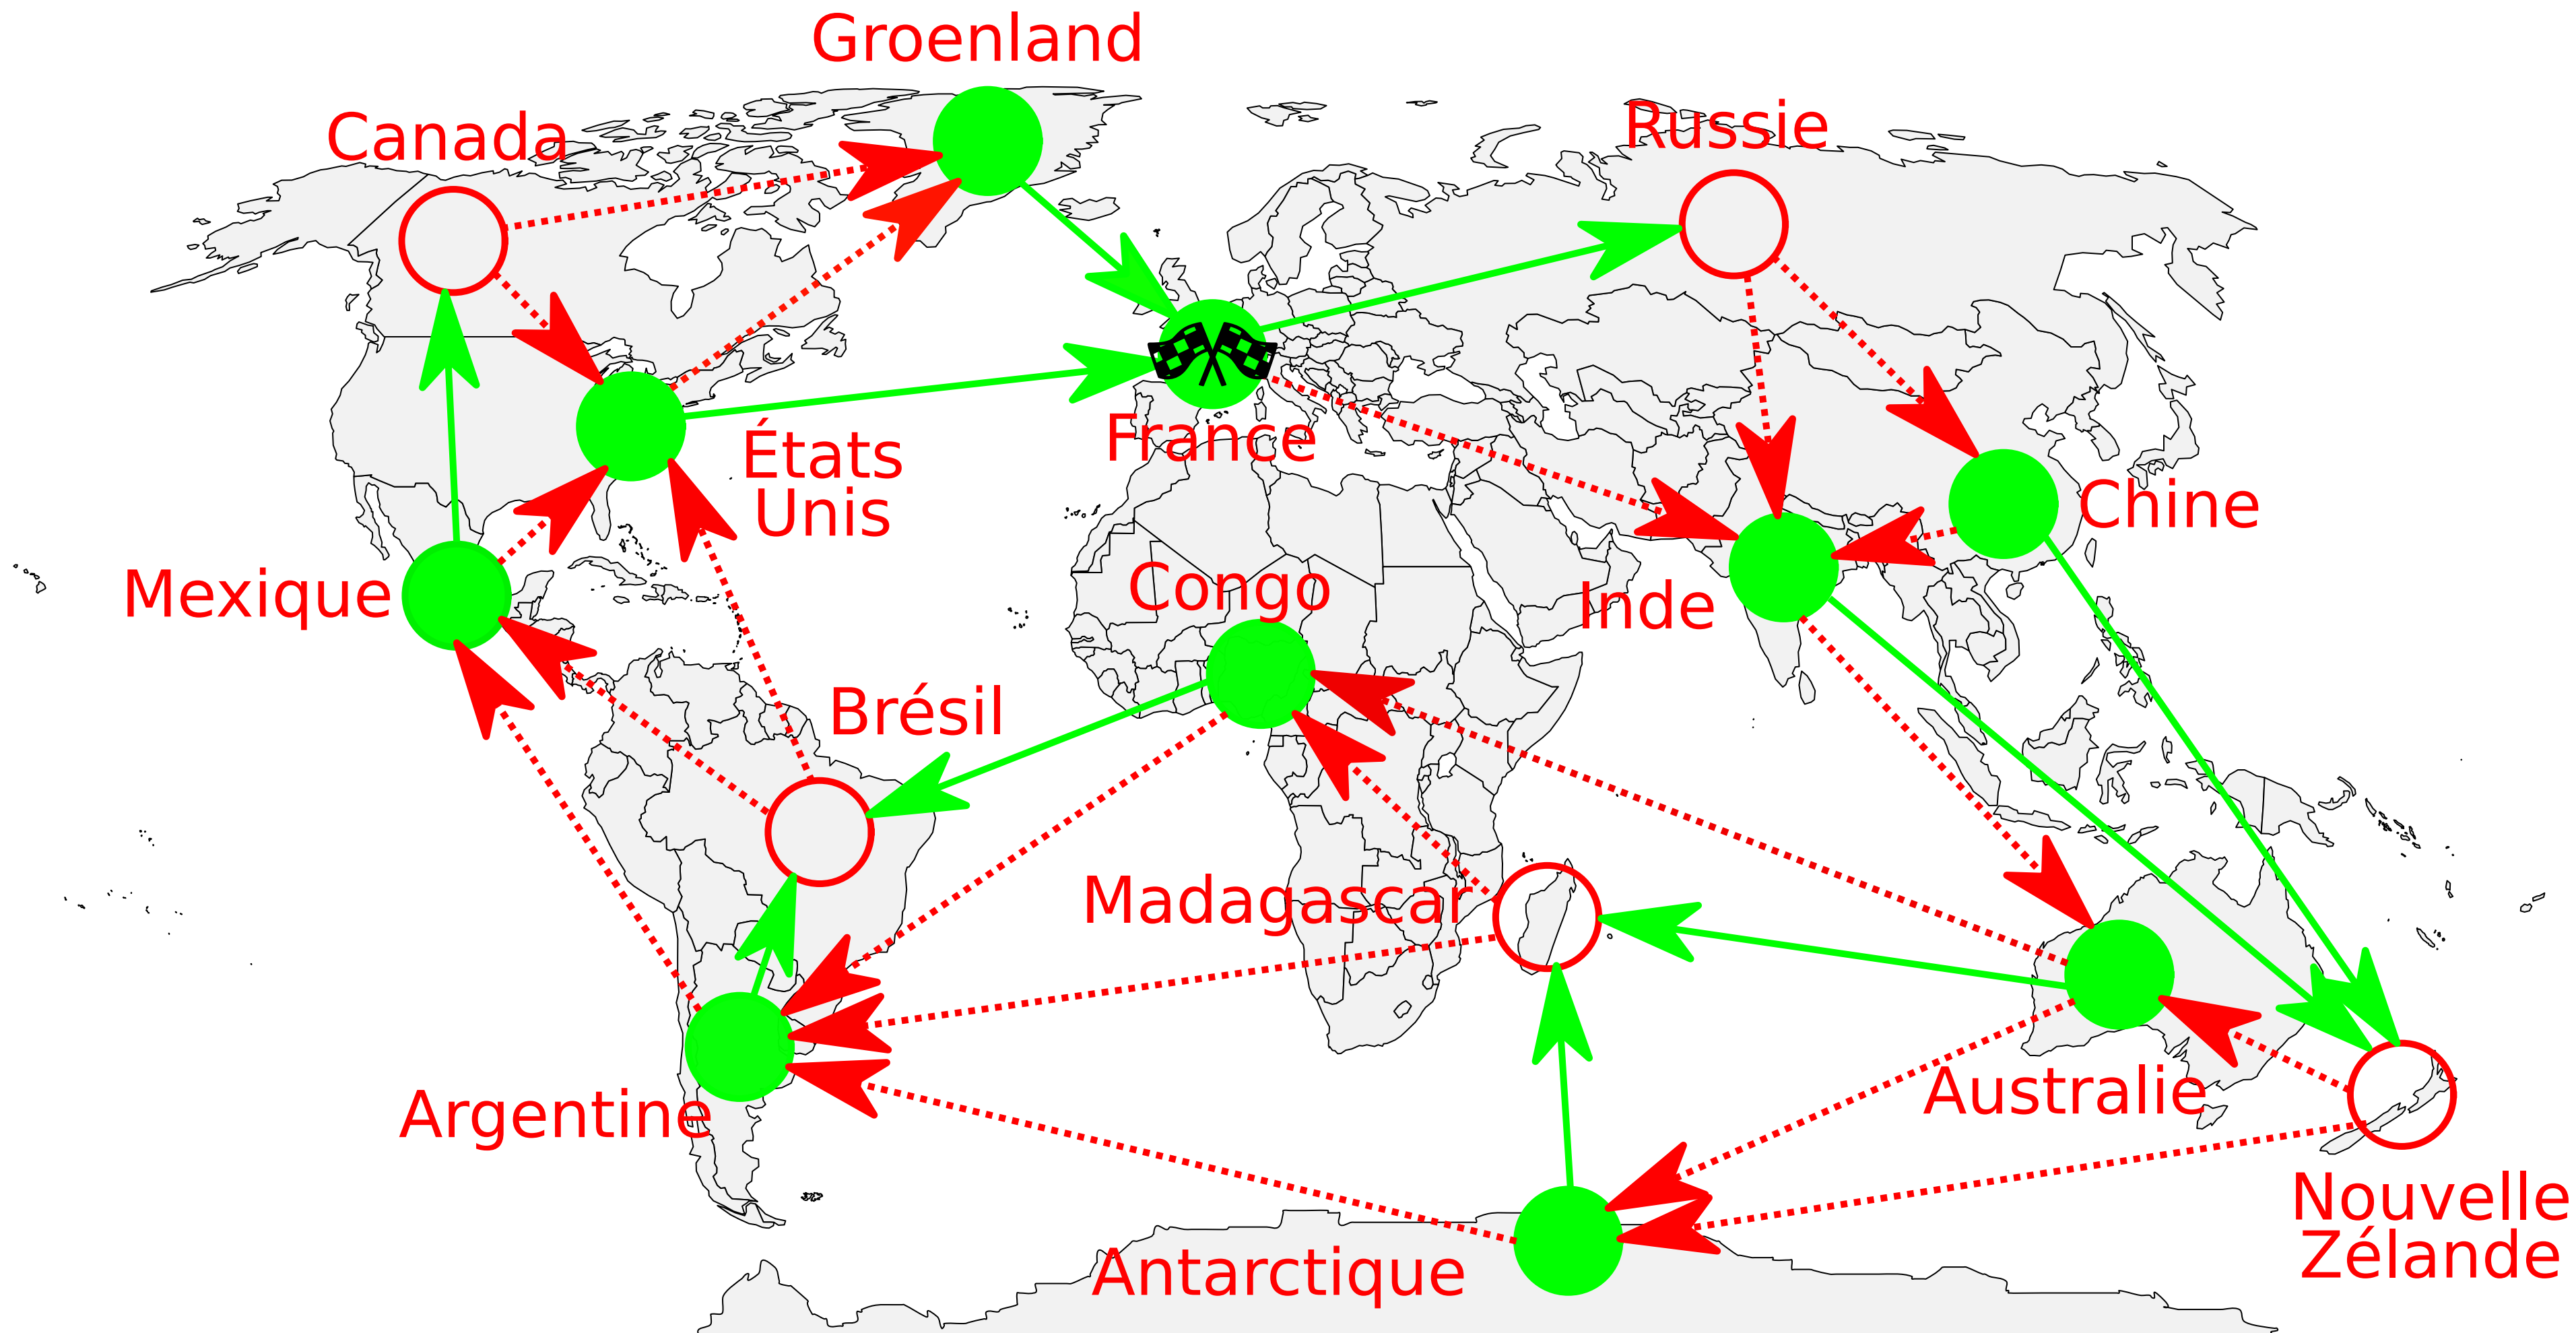 Groenland
Canada
Russie
États
Unis
France
Chine
Mexique
Congo
Inde
Brésil
Madagascar
Argentine
Australie
Antarctique
Nouvelle
Zélande